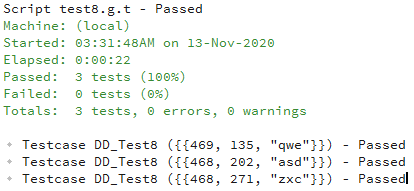 Script test8.g.t - Passed
Machine: (local)
Started: 03:31:48AM on 13-Nov-2020
Elapsed: 0:00:22
Passed:  3 tests (100%)
Failed:  0 tests (0%)
Totals:  3 tests, 0 errors, 0 warnings
Testcase DD_Test8 ({{469, 135, "qwe"}}) - Passed
Testcase DD_Test8 ({{468, 202, "asd"}}) - Passed
Testcase DD_Test8 ({{468, 271, "zxc"}}) - Passed